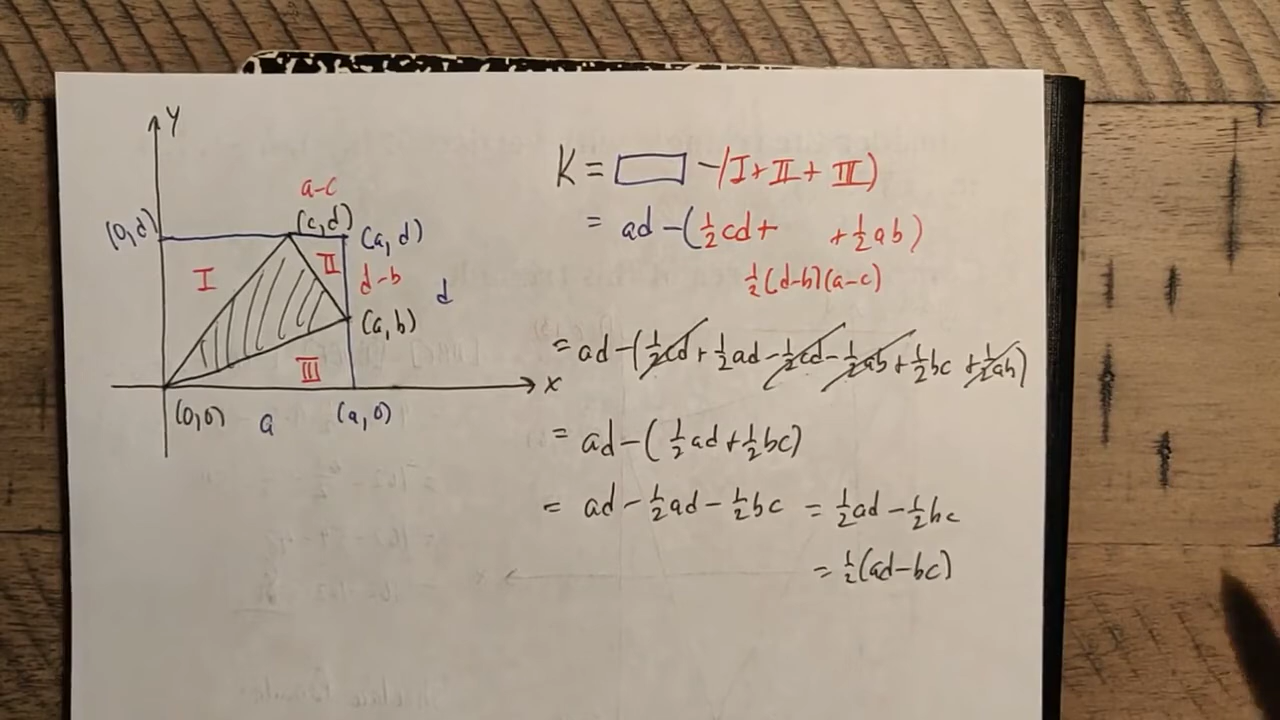 Y
a-c
(0,d)
(c,d)
(a,d)
I
II
d-b
d
(a,b)
III
x
(0,0)
a
(a,0)
K = ▭ -(I+II+III)
= ad-(½cd+ +½ab)
½(d-b)(a-c)
= ad-(½cd+½ad-½cd-½ab+½bc+½ab)
= ad-(½ad+½bc)
= ad-½ad-½bc = ½ad-½bc
= ½(ad-bc)